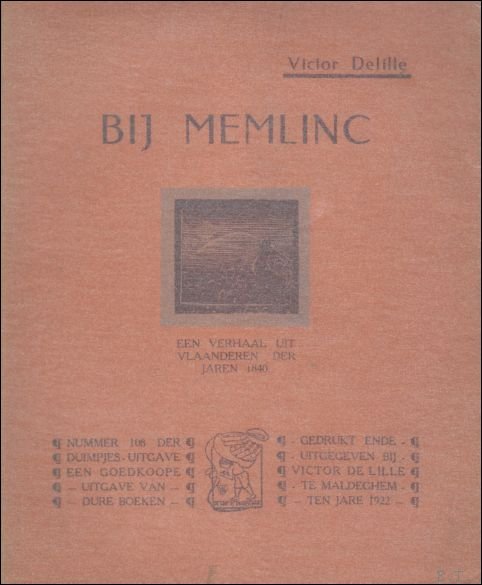 Victor Delille
BIJ MEMLINC
EEN VERHAAL UIT
VLAANDEREN DER
JAREN 1840.
¶ NUMMER 108 DER ¶
¶ DUIMPJES-UITGAVE ¶
¶ EEN GOEDKOOPE ¶
¶ - UITGAVE VAN - ¶
¶ - DURE BOEKEN - ¶
¶ - GEDRUKT ENDE - ¶
¶ - UITGEGEVEN BIJ - ¶
¶ VICTOR DE LILLE ¶
¶ - TE MALDEGHEM - ¶
¶ - TEN JARE 1922 - ¶